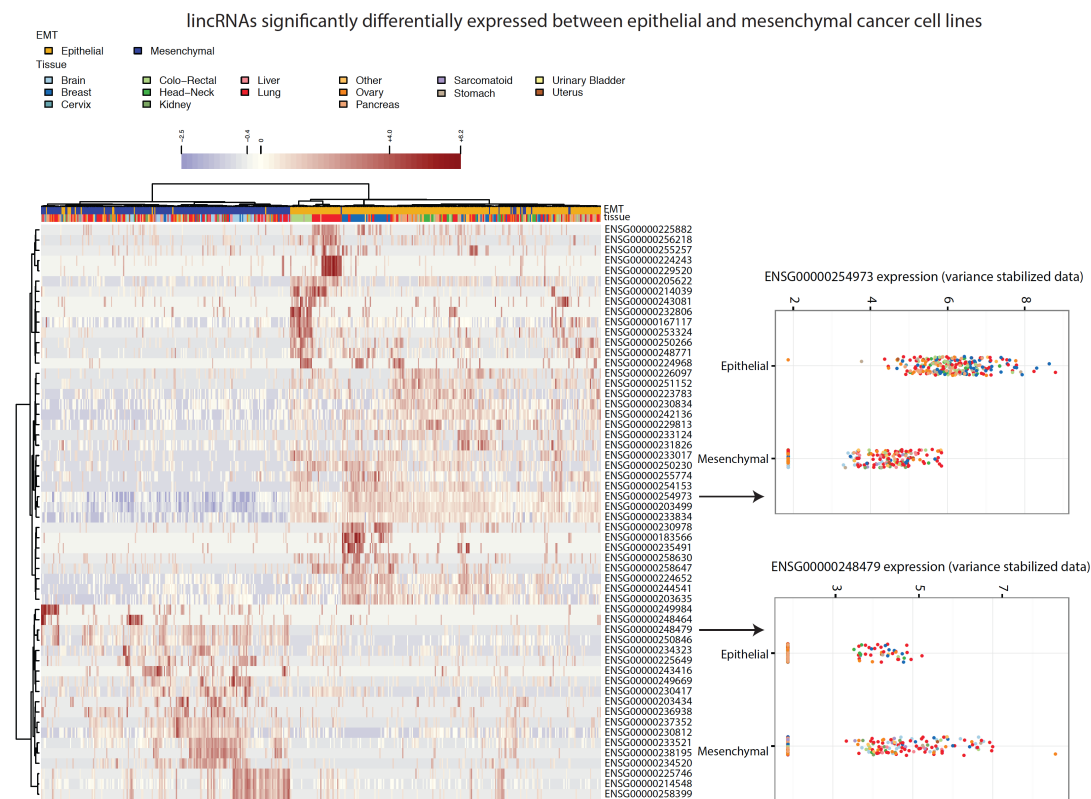 lincRNAs significantly differentially expressed between epithelial and mesenchymal cancer cell lines
EMT
Epithelial Mesenchymal
Tissue
Brain Colo−Rectal Liver Other Sarcomatoid Urinary Bladder
Breast Head−Neck Lung Ovary Stomach Uterus
Cervix Kidney Pancreas
−2.5 −0.4 0 +4.0 +8.2
EMT
tissue
ENSG00000225882
ENSG00000256218
ENSG00000255257
ENSG00000224243
ENSG00000229520
ENSG00000205622
ENSG00000214039
ENSG00000243081
ENSG00000232806
ENSG00000167117
ENSG00000253324
ENSG00000250266
ENSG00000248771
ENSG00000224968
ENSG00000226097
ENSG00000251152
ENSG00000223783
ENSG00000230834
ENSG00000242136
ENSG00000229813
ENSG00000233124
ENSG00000231826
ENSG00000233017
ENSG00000250230
ENSG00000255774
ENSG00000254153
ENSG00000254973
ENSG00000203499
ENSG00000233834
ENSG00000230978
ENSG00000183566
ENSG00000235491
ENSG00000258630
ENSG00000258647
ENSG00000224652
ENSG00000244541
ENSG00000203635
ENSG00000249984
ENSG00000248464
ENSG00000248479
ENSG00000250846
ENSG00000234323
ENSG00000225649
ENSG00000243416
ENSG00000249669
ENSG00000230417
ENSG00000203434
ENSG00000236938
ENSG00000237352
ENSG00000230812
ENSG00000233521
ENSG00000238195
ENSG00000234520
ENSG00000225746
ENSG00000214548
ENSG00000258399
ENSG00000254973 expression (variance stabilized data)
2 4 6 8
Epithelial
Mesenchymal
ENSG00000248479 expression (variance stabilized data)
3 5 7
Epithelial
Mesenchymal